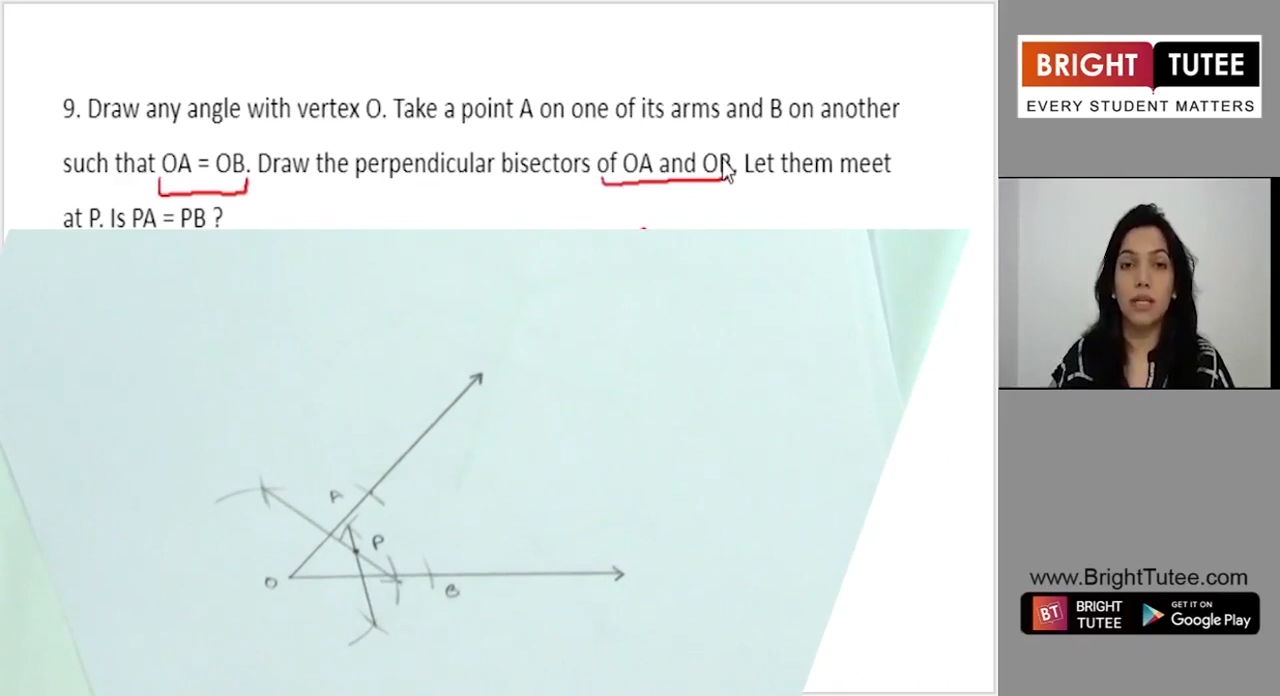 9. Draw any angle with vertex O. Take a point A on one of its arms and B on another
such that OA = OB. Draw the perpendicular bisectors of OA and OB. Let them meet
at P. Is PA = PB ?
A
P
O
B
BRIGHT TUTEE
EVERY STUDENT MATTERS
www.BrightTutee.com
BT BRIGHT TUTEE
GET IT ON
Google Play